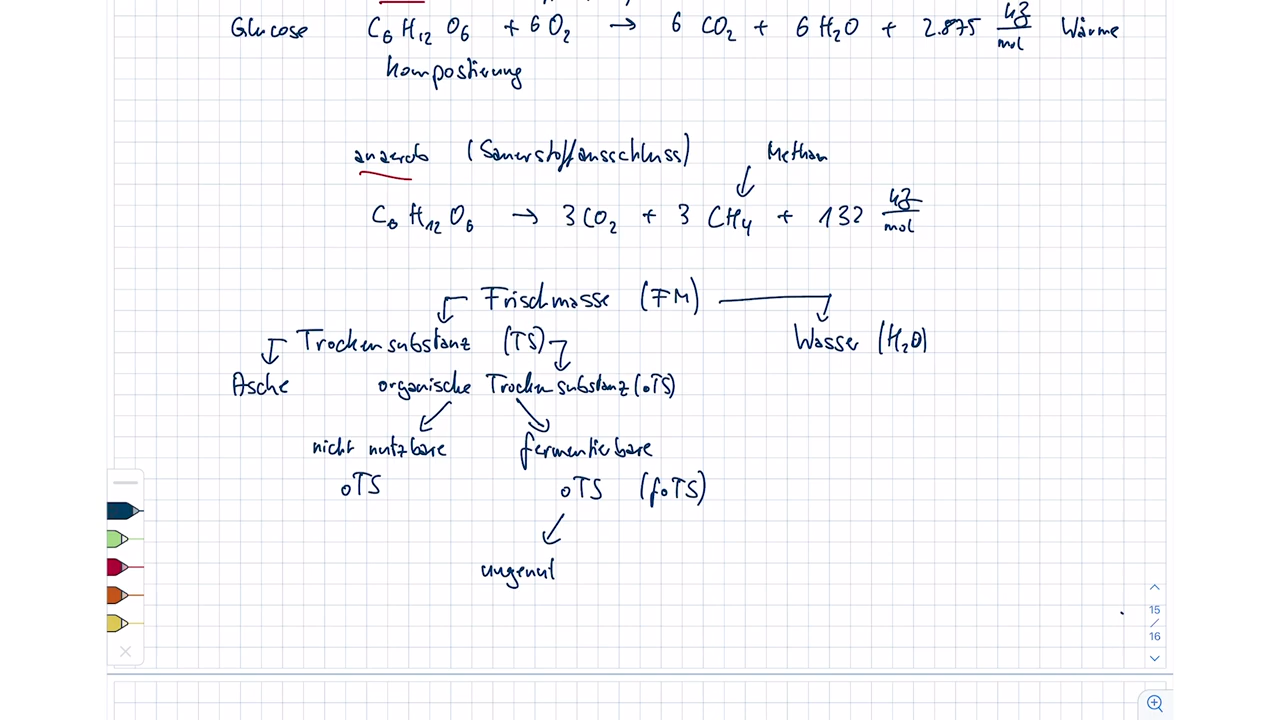 Glucose C6H12O6 + 6O2 → 6 CO2 + 6 H2O + 2.875 kJ/mol Wärme
Kompostierung
anaerob (Sauerstoffausschluss) Methan
C6H12O6 → 3CO2 + 3 CH4 + 132 kJ/mol
Frischmasse (FM)
Trockensubstanz (TS) Wasser (H2O)
Asche organische Trockensubstanz (oTS)
nicht nutzbare fermentierbare
oTS oTS (foTS)
ungenut
15
/
16